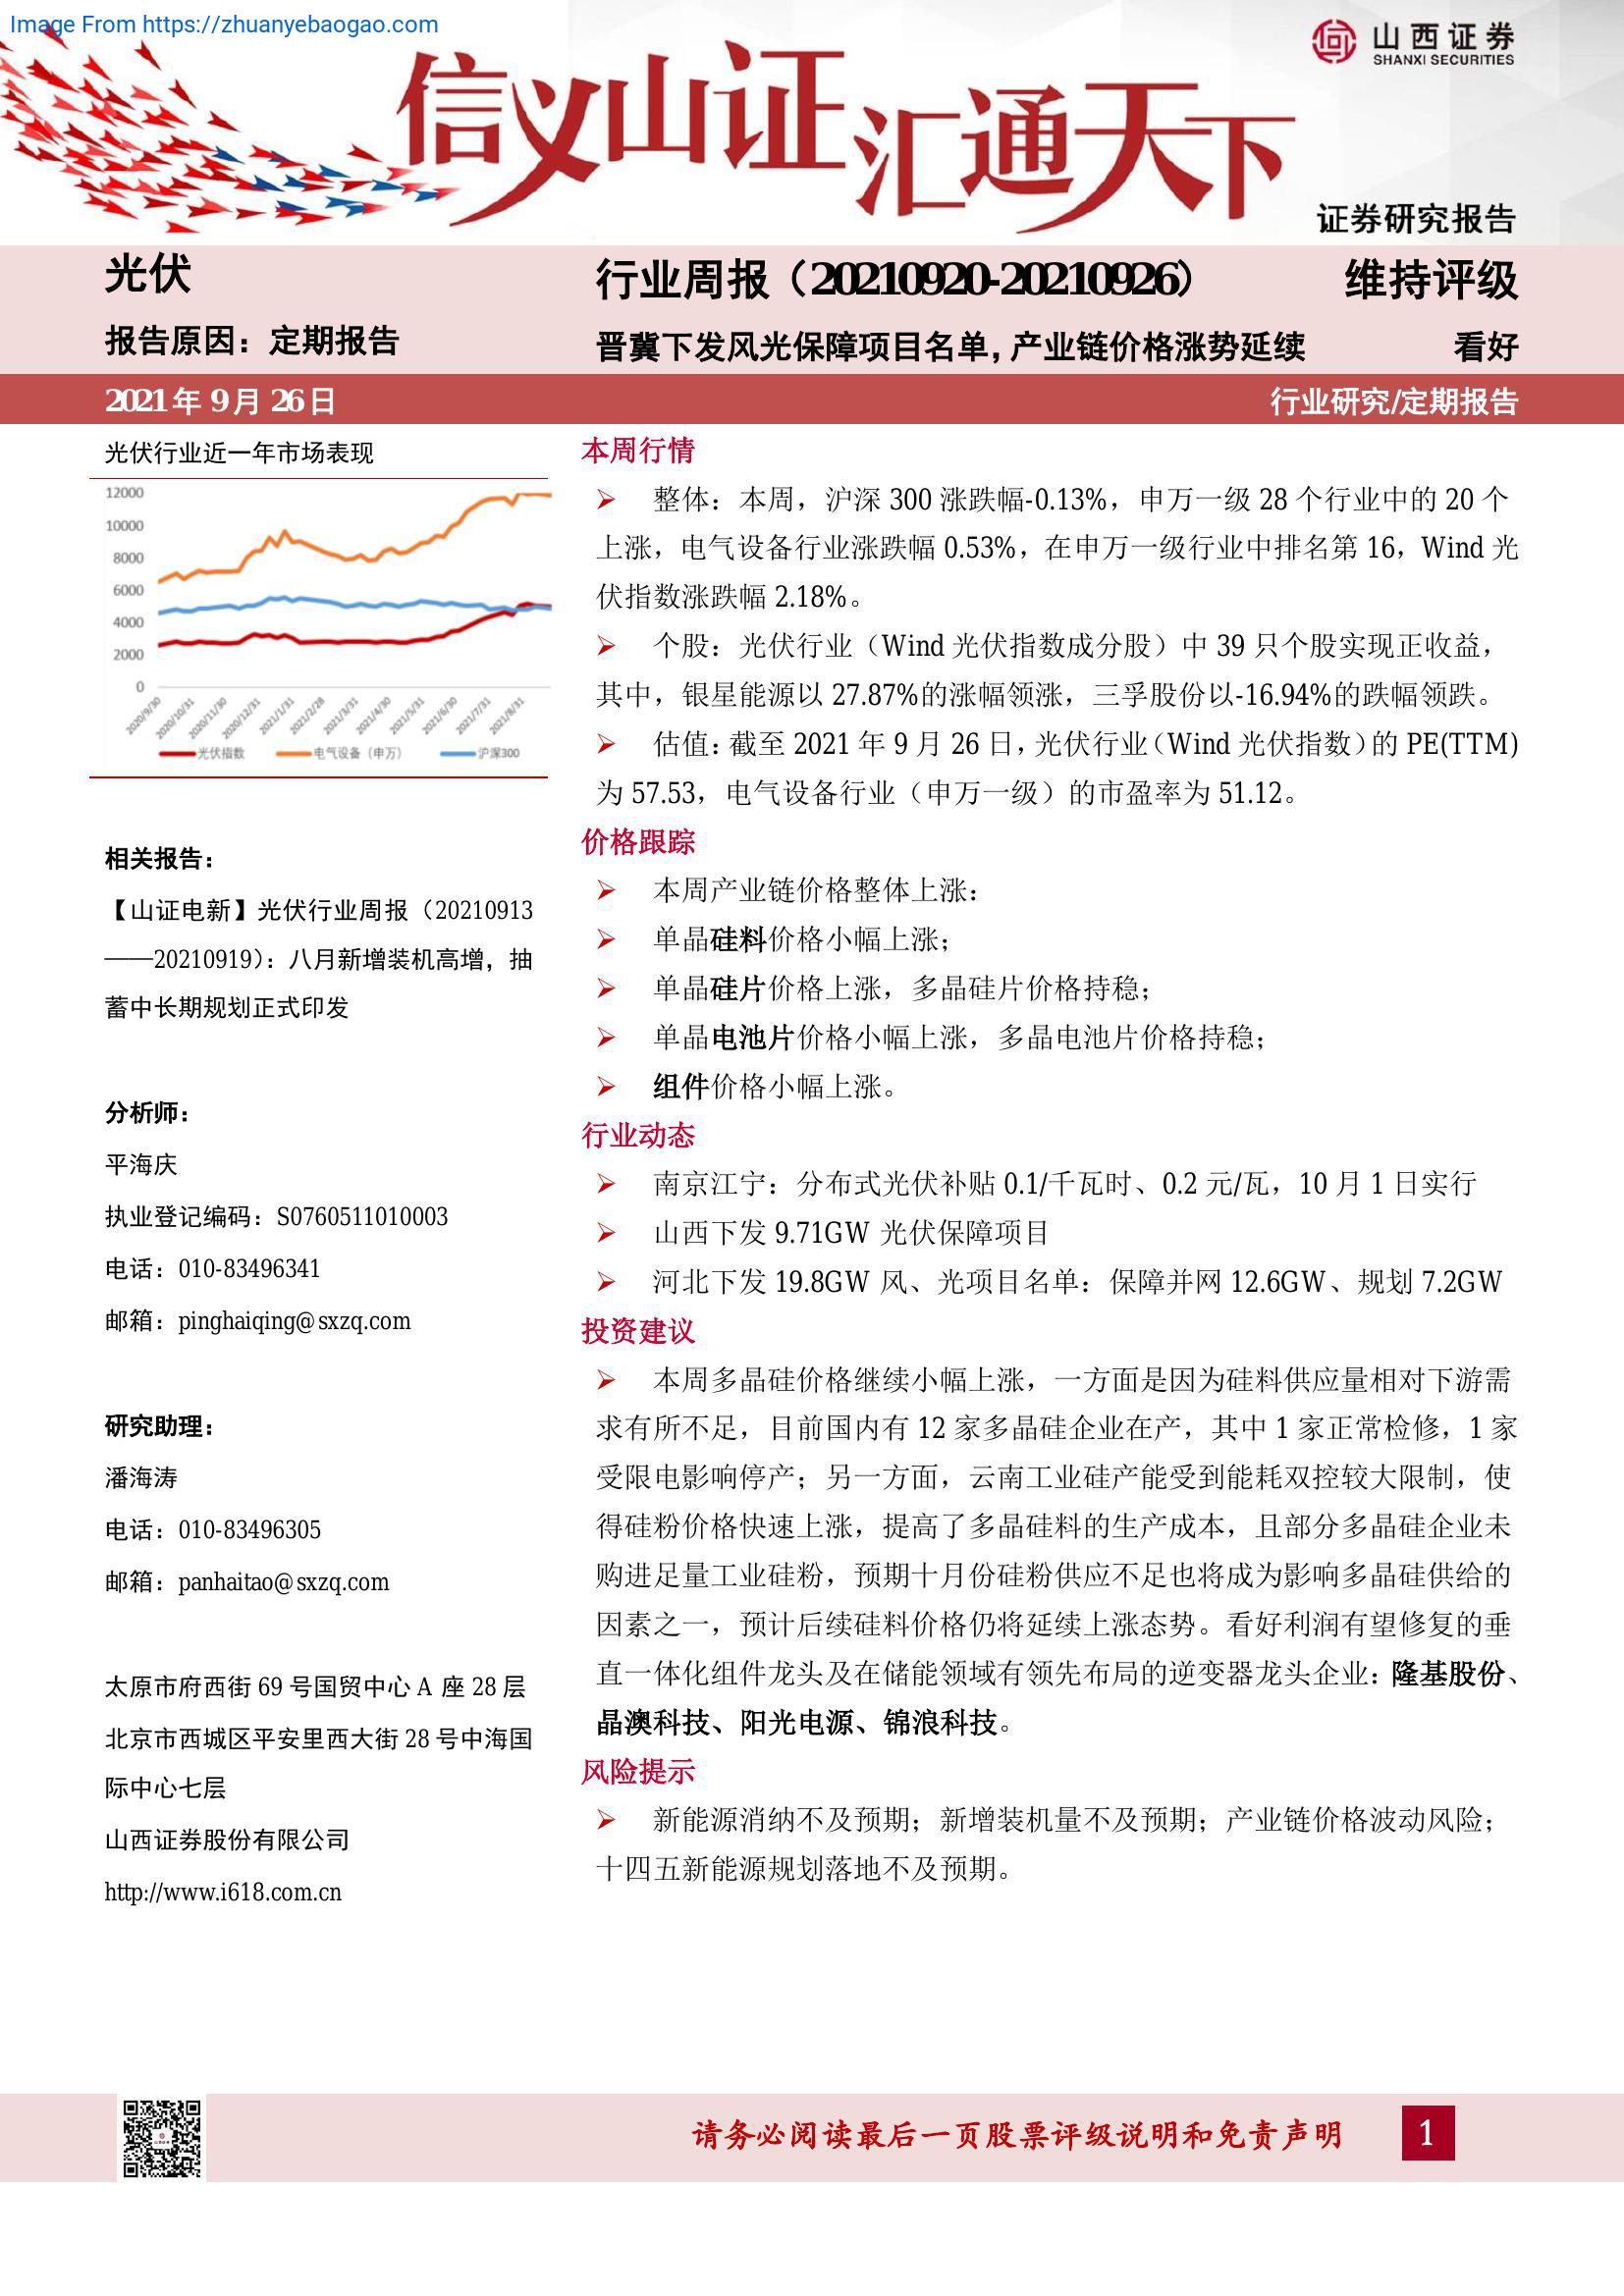 Image From https://zhuanyebaogao.com
山西证券
SHANXI SECURITIES
信义山证汇通天下
证券研究报告
光伏
行业周报（20210920-20210926）
维持评级
报告原因：定期报告
晋冀下发风光保障项目名单，产业链价格涨势延续
看好
2021年9月26日
行业研究/定期报告
光伏行业近一年市场表现
12000
10000
8000
6000
4000
2000
0
2020/9/30
2020/10/31
2020/11/30
2020/12/31
2021/1/31
2021/2/28
2021/3/31
2021/4/30
2021/5/31
2021/6/30
2021/7/31
2021/8/31
光伏指数
电气设备（申万）
沪深300
相关报告：
【山证电新】光伏行业周报（20210913
——20210919）：八月新增装机高增，抽
蓄中长期规划正式印发
分析师：
平海庆
执业登记编码：S0760511010003
电话：010-83496341
邮箱：pinghaiqing@sxzq.com
研究助理：
潘海涛
电话：010-83496305
邮箱：panhaitao@sxzq.com
太原市府西街69号国贸中心A座28层
北京市西城区平安里西大街28号中海国
际中心七层
山西证券股份有限公司
http://www.i618.com.cn
本周行情
➢ 整体：本周，沪深300涨跌幅-0.13%，申万一级28个行业中的20个
上涨，电气设备行业涨跌幅0.53%，在申万一级行业中排名第16，Wind光
伏指数涨跌幅2.18%。
➢ 个股：光伏行业（Wind光伏指数成分股）中39只个股实现正收益，
其中，银星能源以27.87%的涨幅领涨，三孚股份以-16.94%的跌幅领跌。
➢ 估值：截至2021年9月26日，光伏行业（Wind光伏指数）的PE(TTM)
为57.53，电气设备行业（申万一级）的市盈率为51.12。
价格跟踪
➢ 本周产业链价格整体上涨：
➢ 单晶硅料价格小幅上涨；
➢ 单晶硅片价格上涨，多晶硅片价格持稳；
➢ 单晶电池片价格小幅上涨，多晶电池片价格持稳；
➢ 组件价格小幅上涨。
行业动态
➢ 南京江宁：分布式光伏补贴0.1/千瓦时、0.2元/瓦，10月1日实行
➢ 山西下发9.71GW光伏保障项目
➢ 河北下发19.8GW风、光项目名单：保障并网12.6GW、规划7.2GW
投资建议
➢ 本周多晶硅价格继续小幅上涨，一方面是因为硅料供应量相对下游需
求有所不足，目前国内有12家多晶硅企业在产，其中1家正常检修，1家
受限电影响停产；另一方面，云南工业硅产能受到能耗双控较大限制，使
得硅粉价格快速上涨，提高了多晶硅料的生产成本，且部分多晶硅企业未
购进足量工业硅粉，预期十月份硅粉供应不足也将成为影响多晶硅供给的
因素之一，预计后续硅料价格仍将延续上涨态势。看好利润有望修复的垂
直一体化组件龙头及在储能领域有领先布局的逆变器龙头企业：隆基股份、
晶澳科技、阳光电源、锦浪科技。
风险提示
➢ 新能源消纳不及预期；新增装机量不及预期；产业链价格波动风险；
十四五新能源规划落地不及预期。
请务必阅读最后一页股票评级说明和免责声明
1